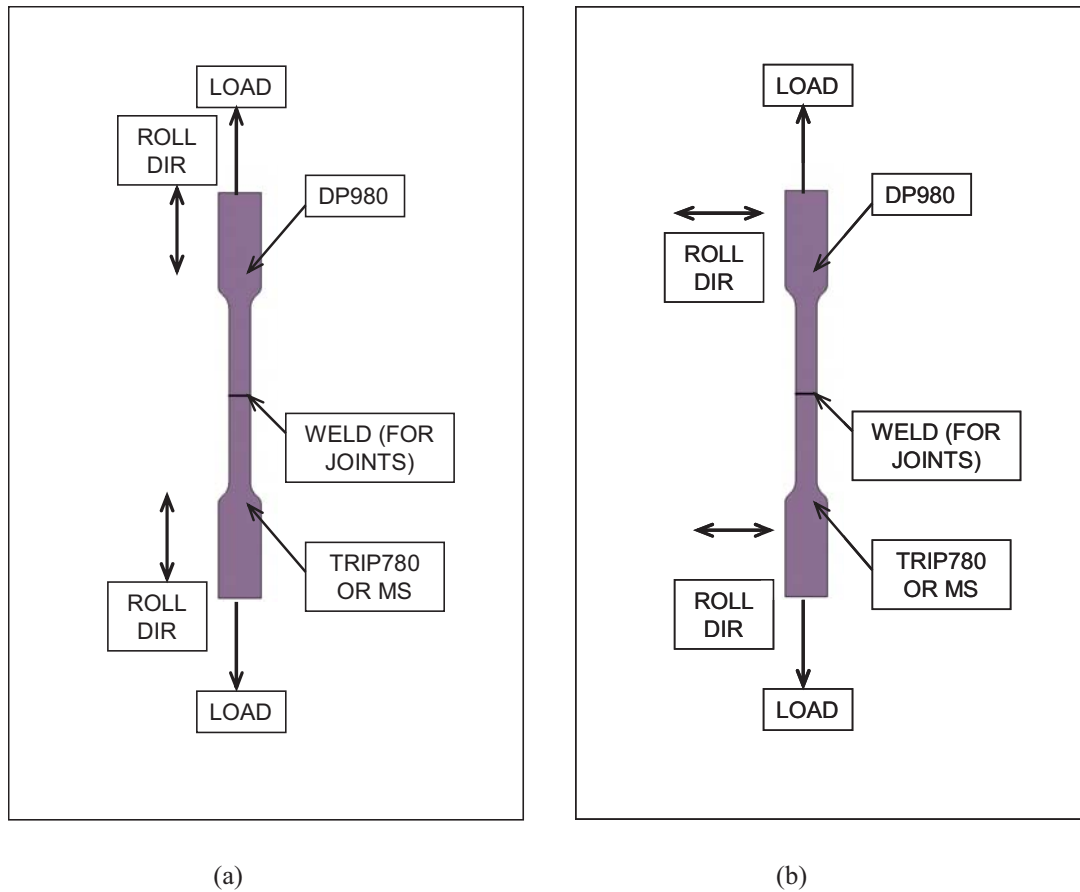 LOAD
ROLL
DIR
DP980
WELD (FOR
JOINTS)
TRIP780
OR MS
ROLL
DIR
LOAD
(a)
LOAD
DP980
ROLL
DIR
WELD (FOR
JOINTS)
TRIP780
OR MS
ROLL
DIR
LOAD
(b)